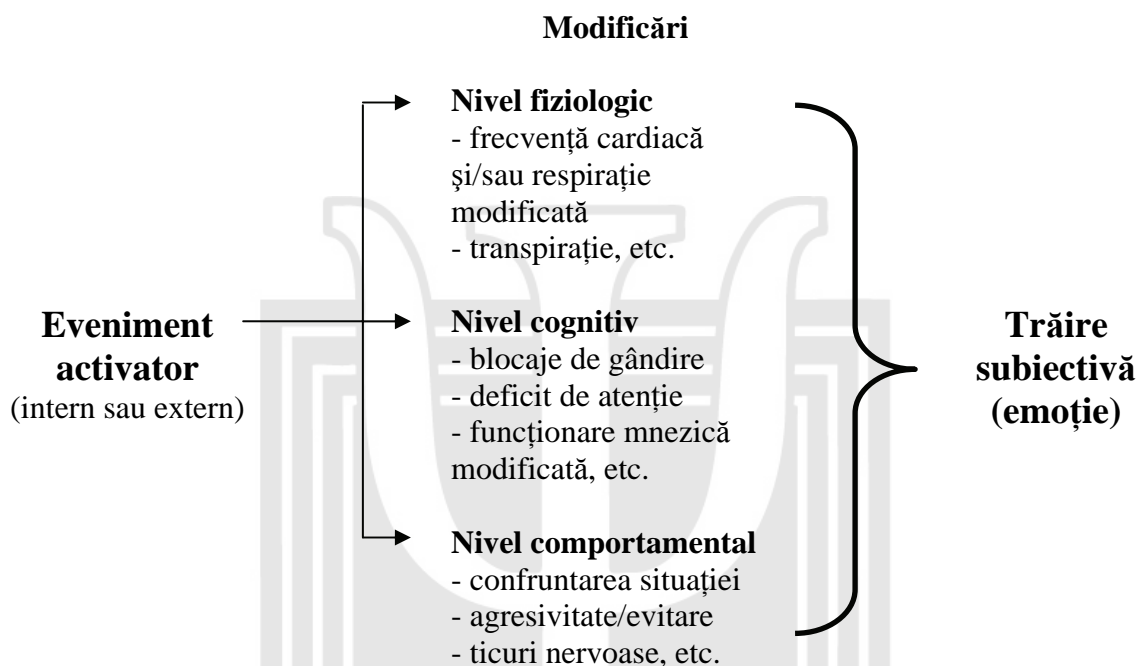 Modificări
Nivel fiziologic
- frecvență cardiacă
şi/sau respirație
modificată
- transpirație, etc.
Eveniment
activator
(intern sau extern)
Nivel cognitiv
- blocaje de gândire
- deficit de atenție
- funcționare mnezică
modificată, etc.
Nivel comportamental
- confruntarea situației
- agresivitate/evitare
- ticuri nervoase, etc.
Trăire
subiectivă
(emoție)